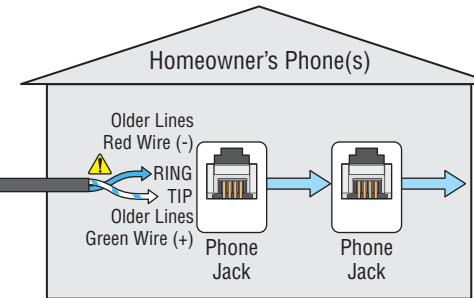 Homeowner's Phone(s)
Older Lines
Red Wire (-)
RING
TIP
Older Lines
Green Wire (+)
Phone
Jack
Phone
Jack